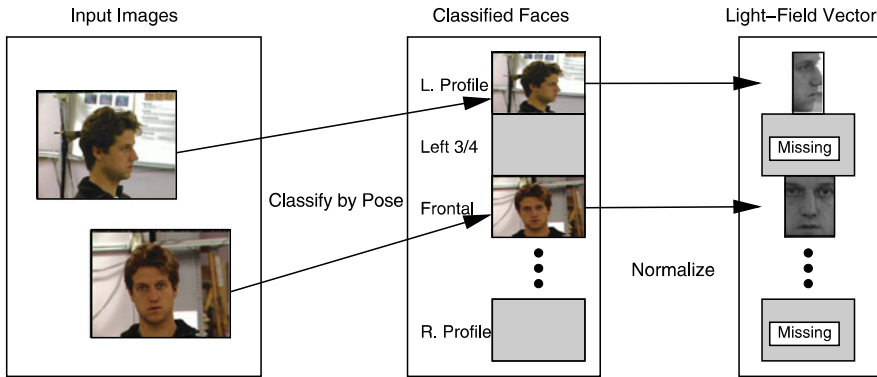 Input Images
Classified Faces
Light-Field Vector
L. Profile
Left 3/4
Missing
Classify by Pose
Frontal
Normalize
R. Profile
Missing